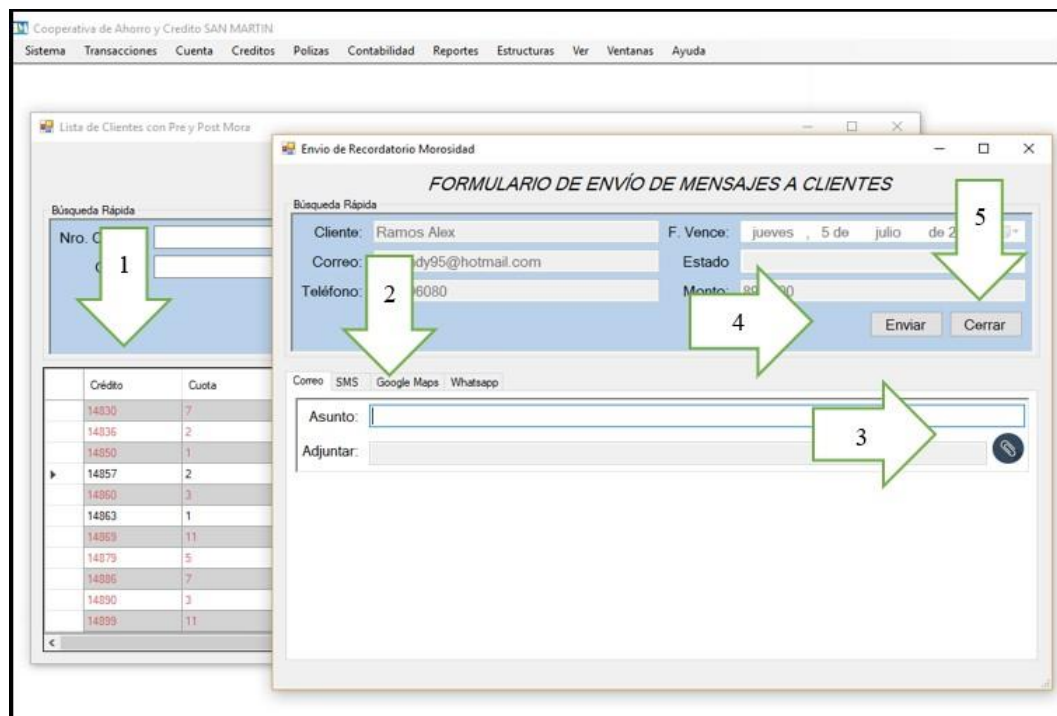 Cooperativa de Ahorro y Credito SAN MARTIN
Sistema Transacciones Cuenta Creditos Polizas Contabilidad Reportes Estructuras Ver Ventanas Ayuda
Lista de Clientes con Pre y Post Mora
Búsqueda Rápida
Nro.
1
Crédito Cuota
14830 7
14836 2
14850 1
14857 2
14860 3
14863 1
14869 11
14879 5
14886 7
14890 3
14899 11
Envio de Recordatorio Morosidad
FORMULARIO DE ENVÍO DE MENSAJES A CLIENTES
Búsqueda Rápida
Cliente: Ramos Alex F. Vence: jueves , 5 de julio de 2
5
Correo: dy95@hotmail.com Estado
Teléfono: 6080 Monto: 89
2
4
Enviar Cerrar
Correo SMS Google Maps Whatsapp
Asunto:
3
Adjuntar: